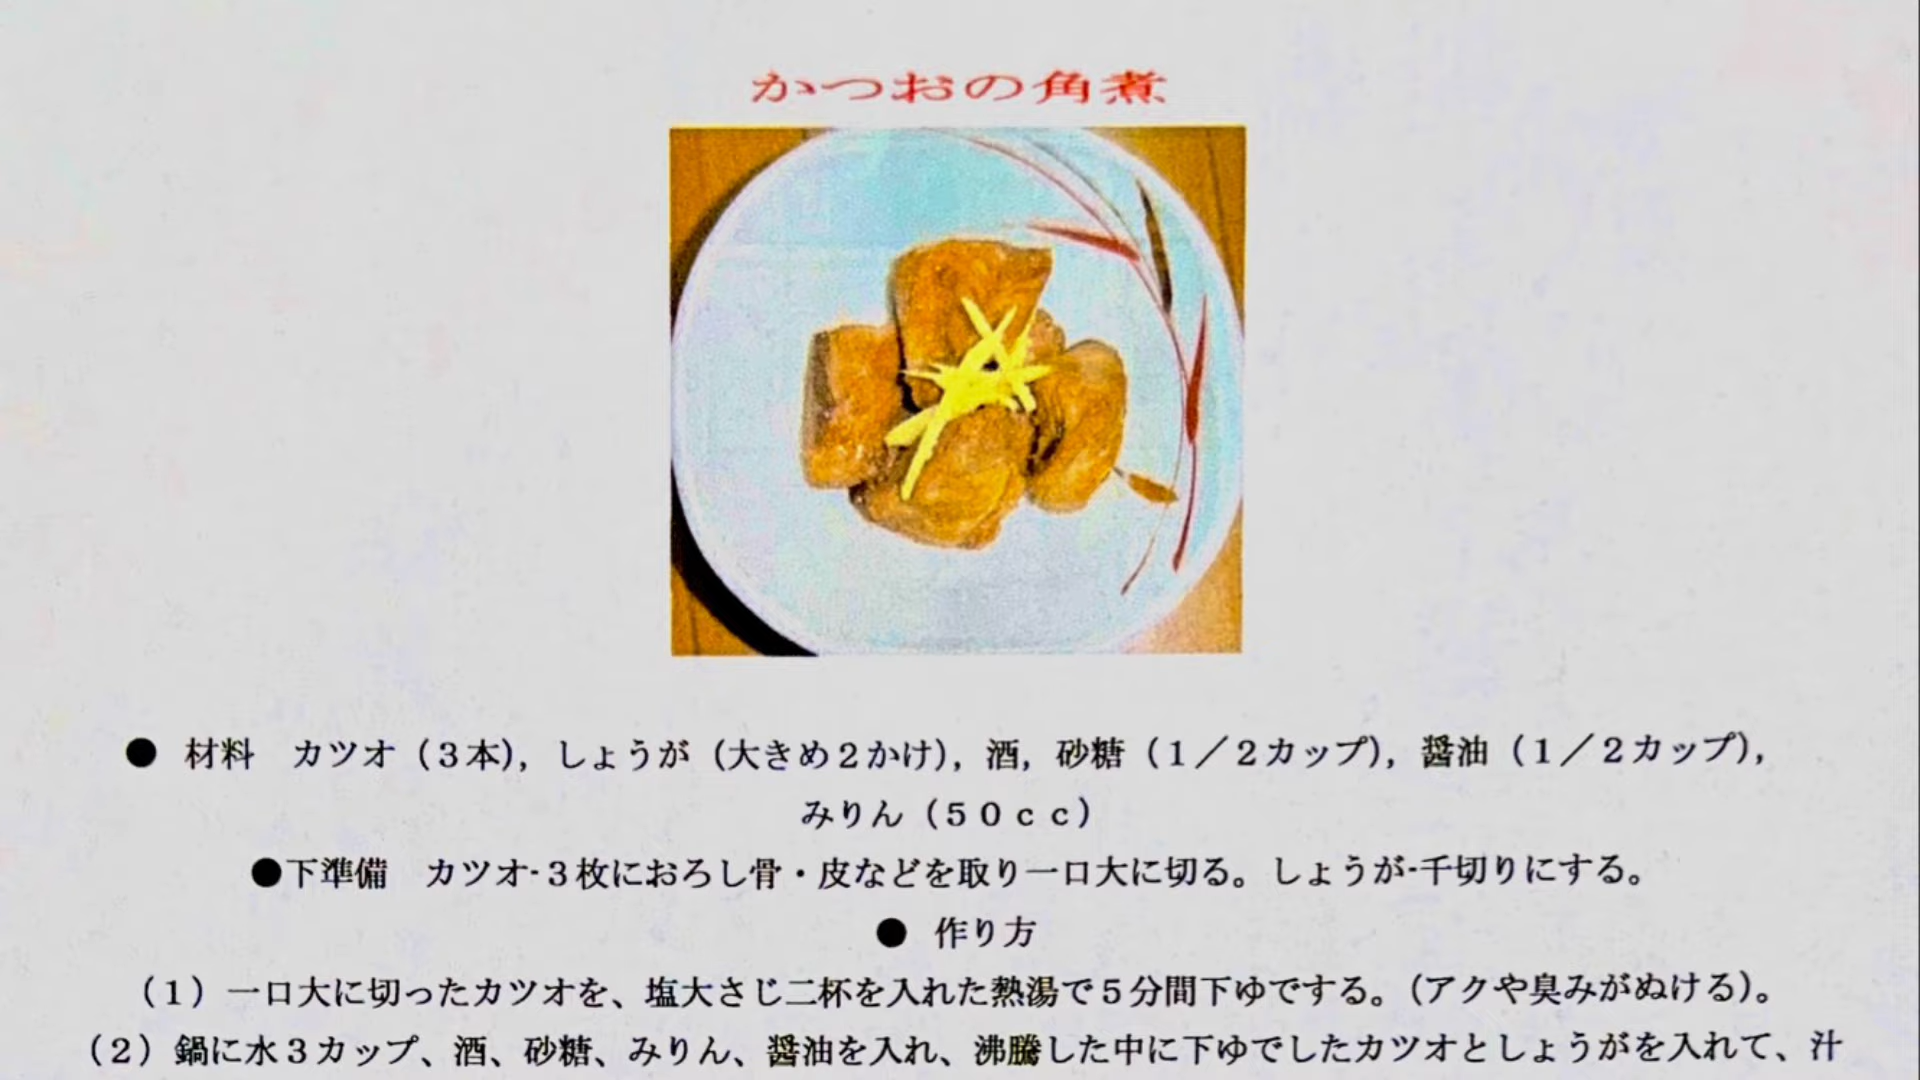 かつおの角煮
● 材料　カツオ（３本），しょうが（大きめ２かけ），酒，砂糖（１／２カップ），醤油（１／２カップ），
みりん（５０ｃｃ）
●下準備　カツオ-３枚におろし骨・皮などを取り一口大に切る。しょうが-千切りにする。
● 作り方
（１）一口大に切ったカツオを、塩大さじ二杯を入れた熱湯で５分間下ゆでする。（アクや臭みがぬける）。
（２）鍋に水３カップ、酒、砂糖、みりん、醤油を入れ、沸騰した中に下ゆでしたカツオとしょうがを入れて、汁